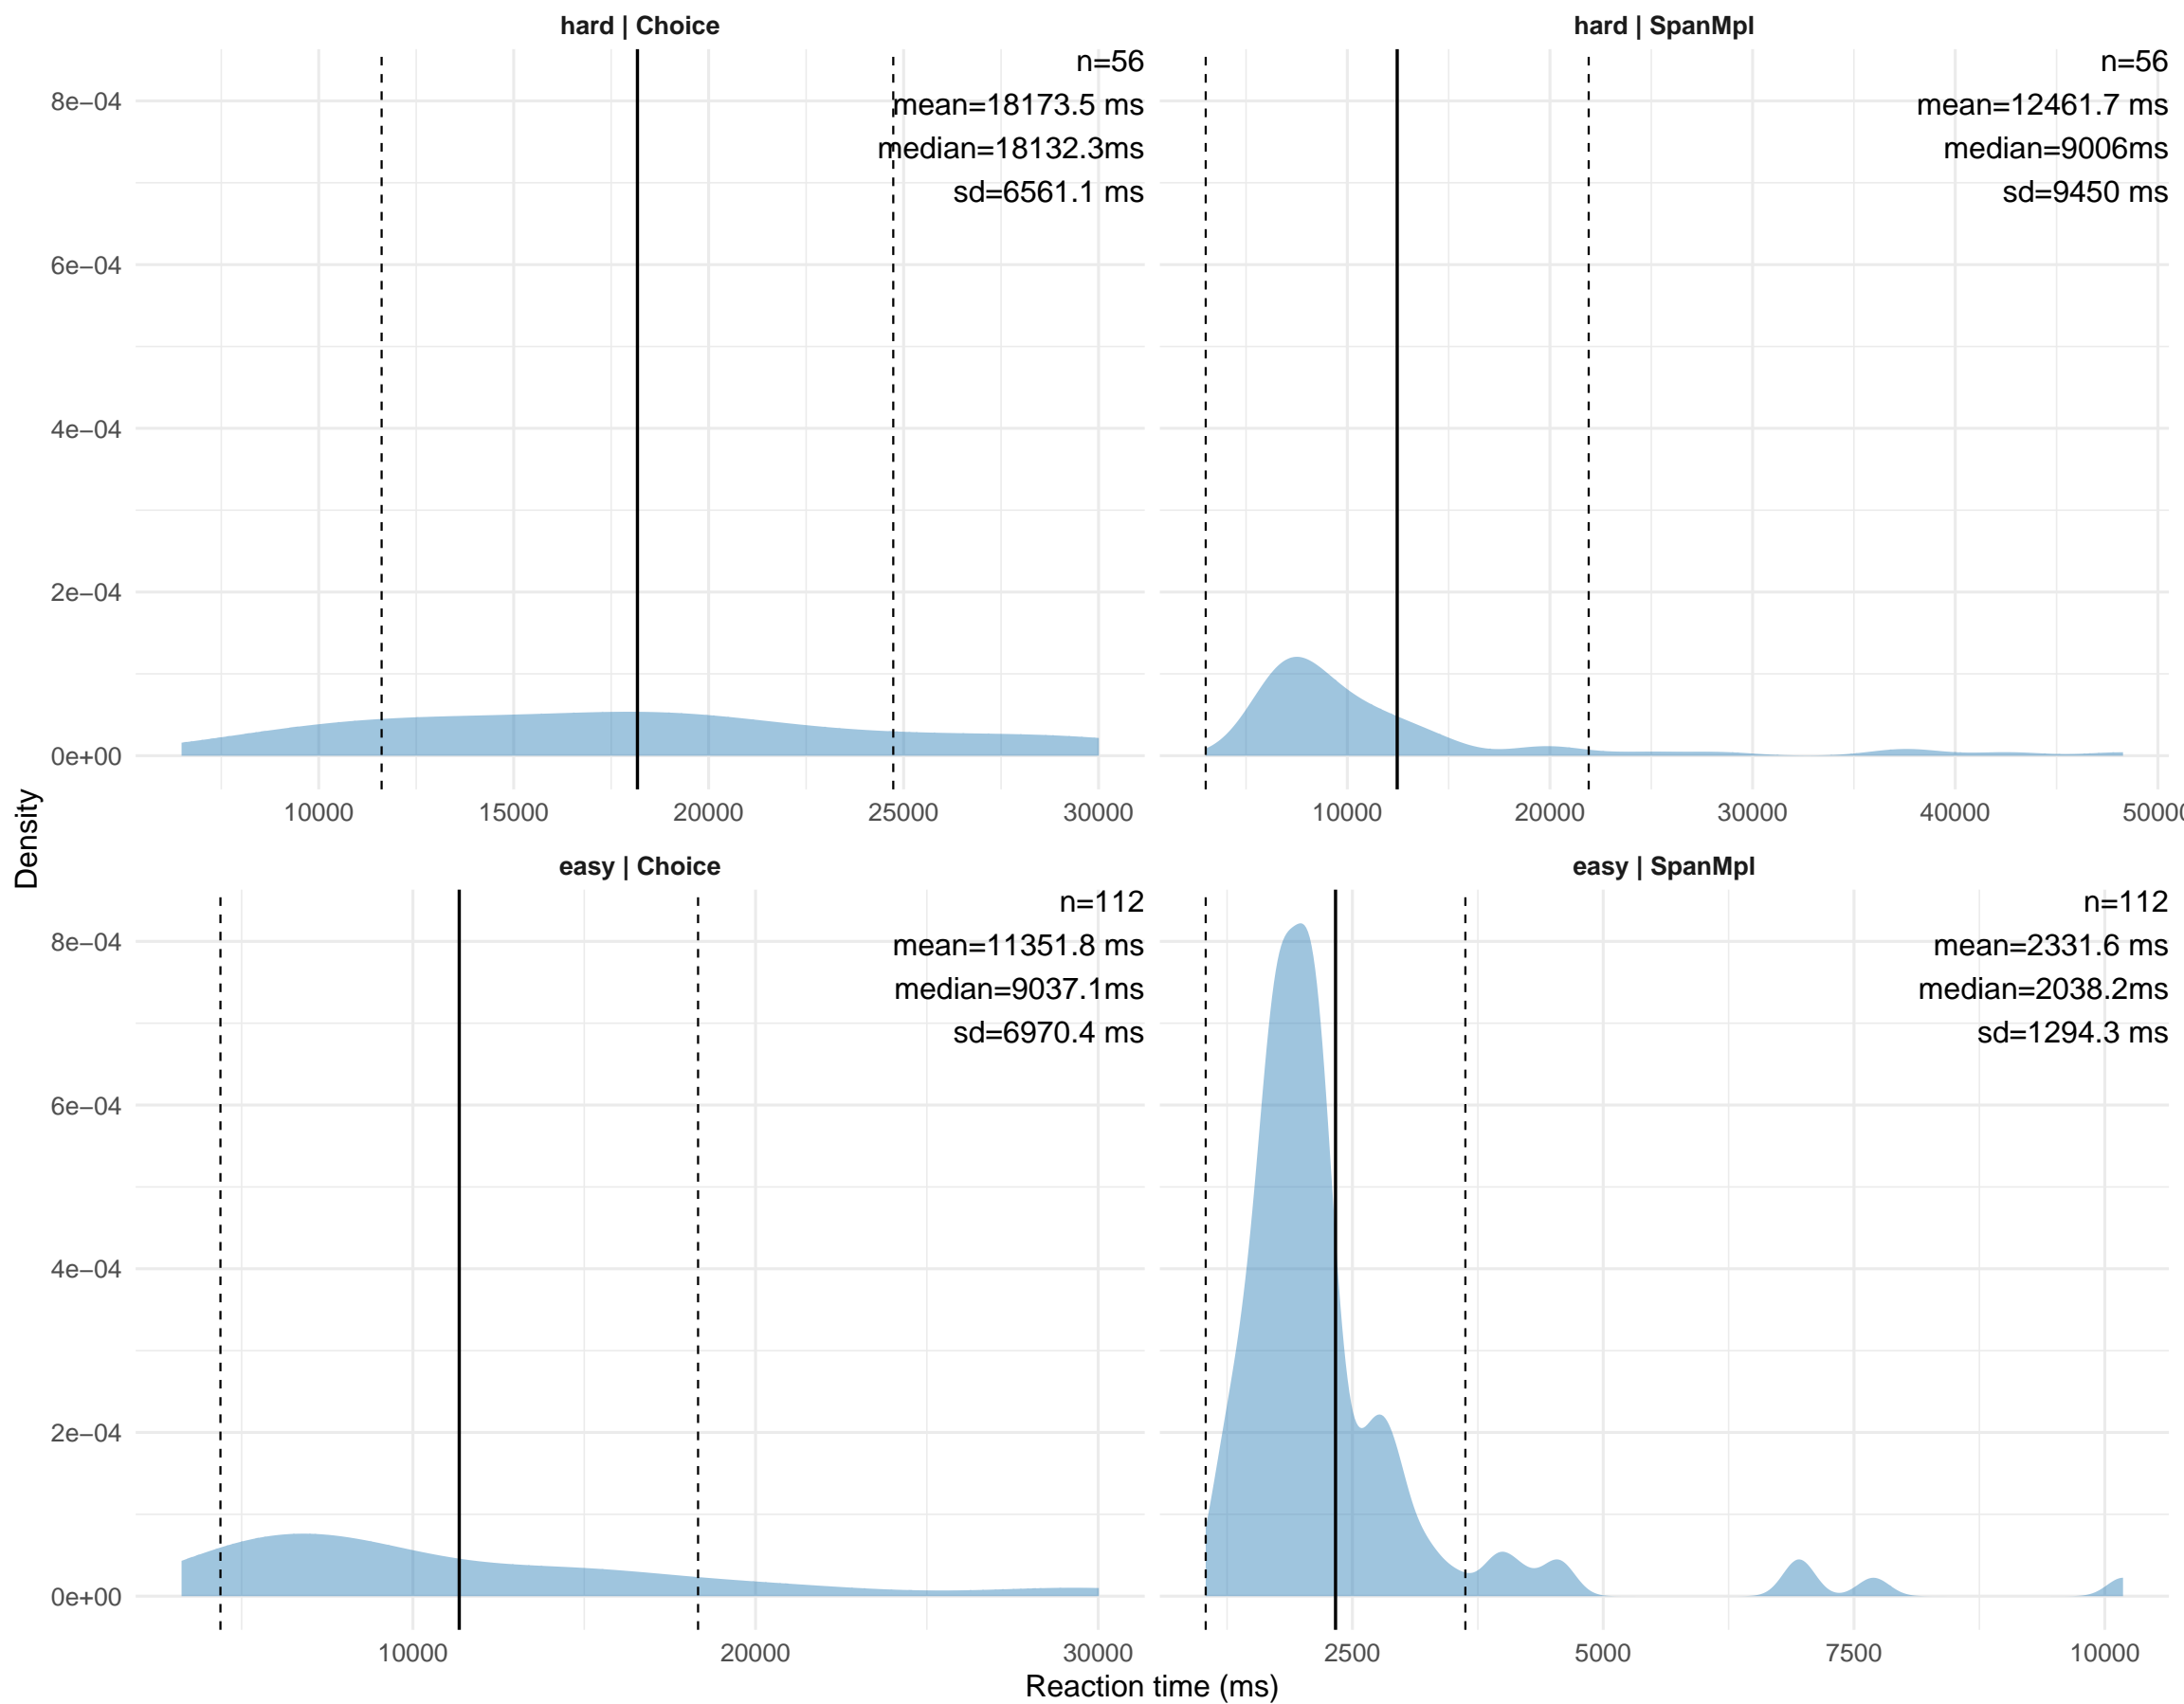 hard | Choice
n=56
mean=18173.5 ms
median=18132.3ms
sd=6561.1 ms
8e−04
6e−04
4e−04
2e−04
0e+00
10000 15000 20000 25000 30000
hard | SpanMpl
n=56
mean=12461.7 ms
median=9006ms
sd=9450 ms
10000 20000 30000 40000 5000
Density
easy | Choice
n=112
mean=11351.8 ms
median=9037.1ms
sd=6970.4 ms
8e−04
6e−04
4e−04
2e−04
0e+00
10000 20000 30000
easy | SpanMpl
n=112
mean=2331.6 ms
median=2038.2ms
sd=1294.3 ms
2500 5000 7500 10000
Reaction time (ms)